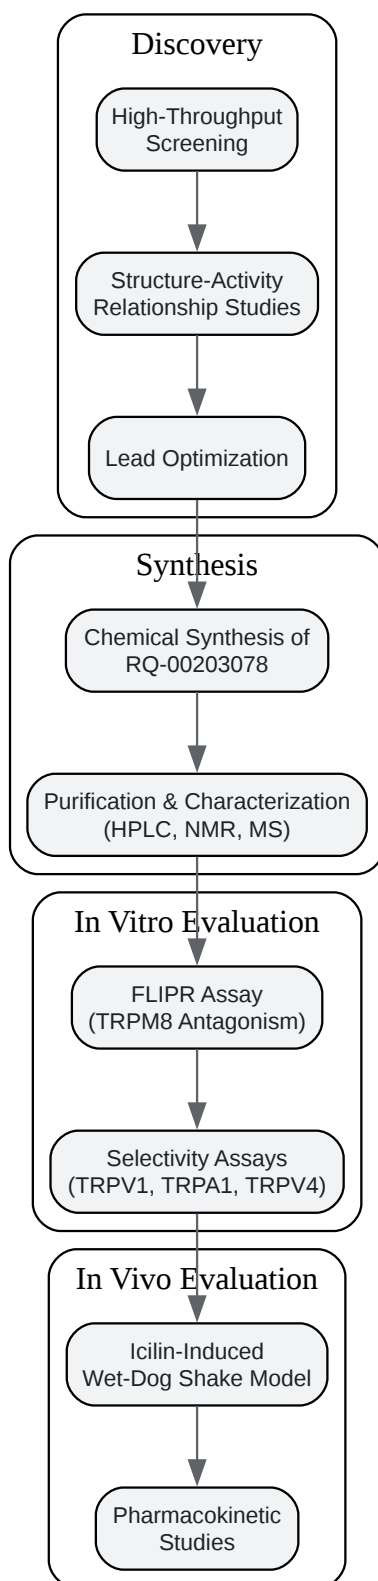 Discovery
High-Throughput
Screening
Structure-Activity
Relationship Studies
Lead Optimization
Synthesis
Chemical Synthesis of
RQ-00203078
Purification & Characterization
(HPLC, NMR, MS)
In Vitro Evaluation
FLIPR Assay
(TRPM8 Antagonism)
Selectivity Assays
(TRPV1, TRPA1, TRPV4)
In Vivo Evaluation
Icilin-Induced
Wet-Dog Shake Model
Pharmacokinetic
Studies